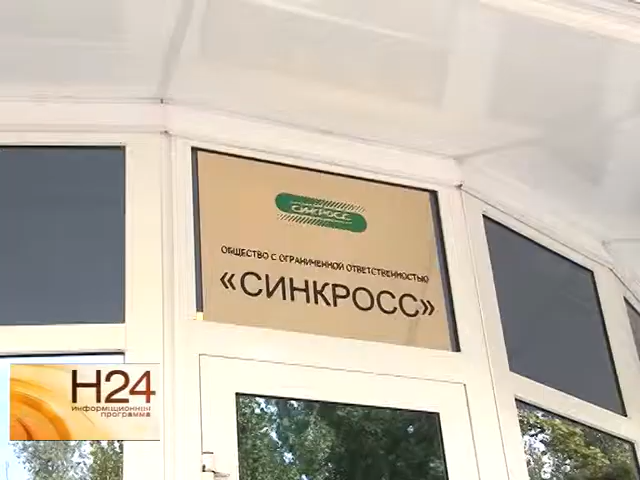 СИНКРОСС
ОБЩЕСТВО С ОГРАНИЧЕННОЙ ОТВЕТСТВЕННОСТЬЮ
«СИНКРОСС»
Н24
информационная
программа